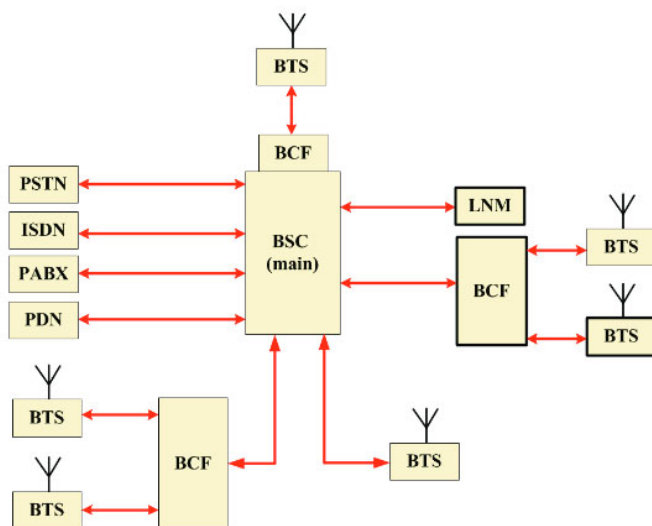 BTS
BCF
PSTN
ISDN
PABX
PDN
BSC
(main)
LNM
BCF
BTS
BTS
BTS
BTS
BCF
BTS